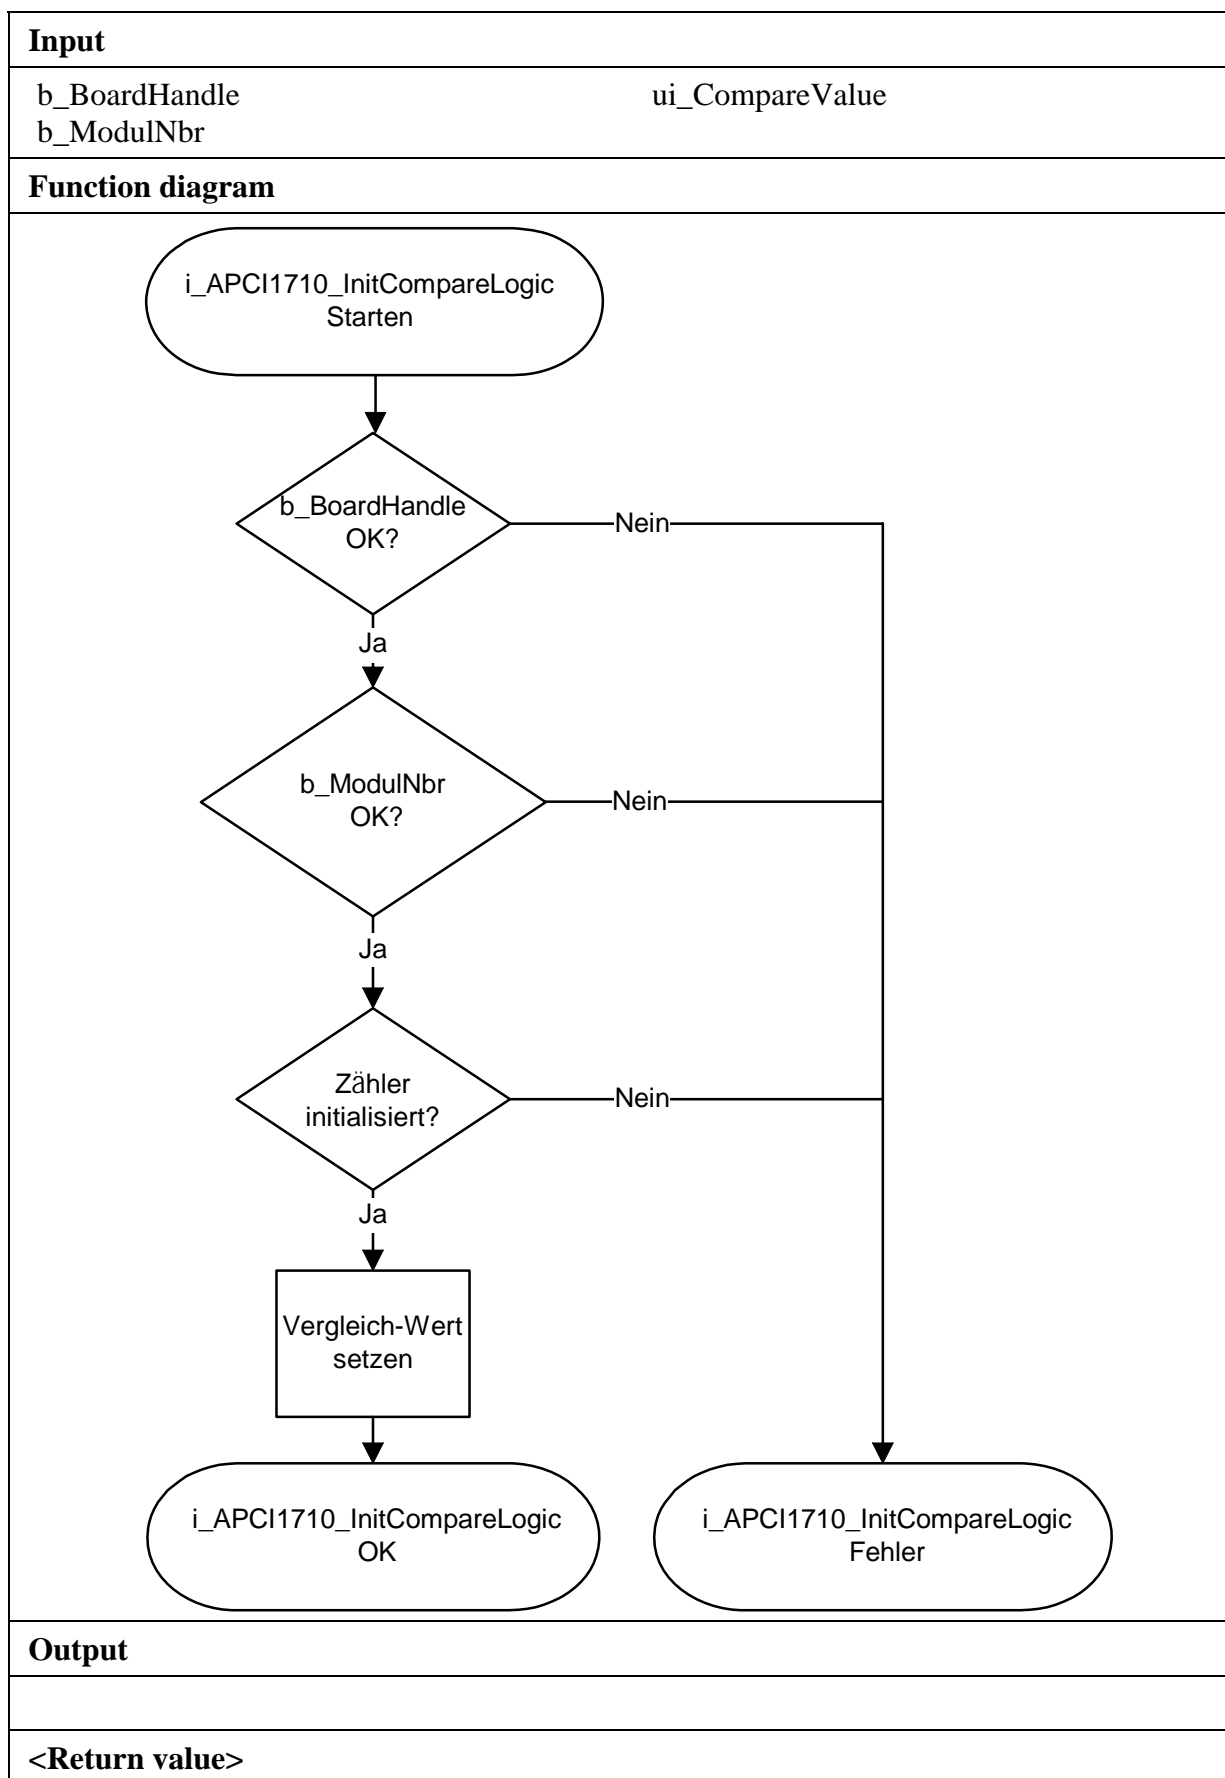 Input
b_BoardHandle ui_CompareValue
b_ModulNbr
Function diagram
i_APCI1710_InitCompareLogic
Starten
b_BoardHandle
OK?
Nein
Ja
b_ModulNbr
OK?
Nein
Ja
Zähler
initialisiert?
Nein
Ja
Vergleich-Wert
setzen
i_APCI1710_InitCompareLogic
OK
i_APCI1710_InitCompareLogic
Fehler
Output
<Return value>